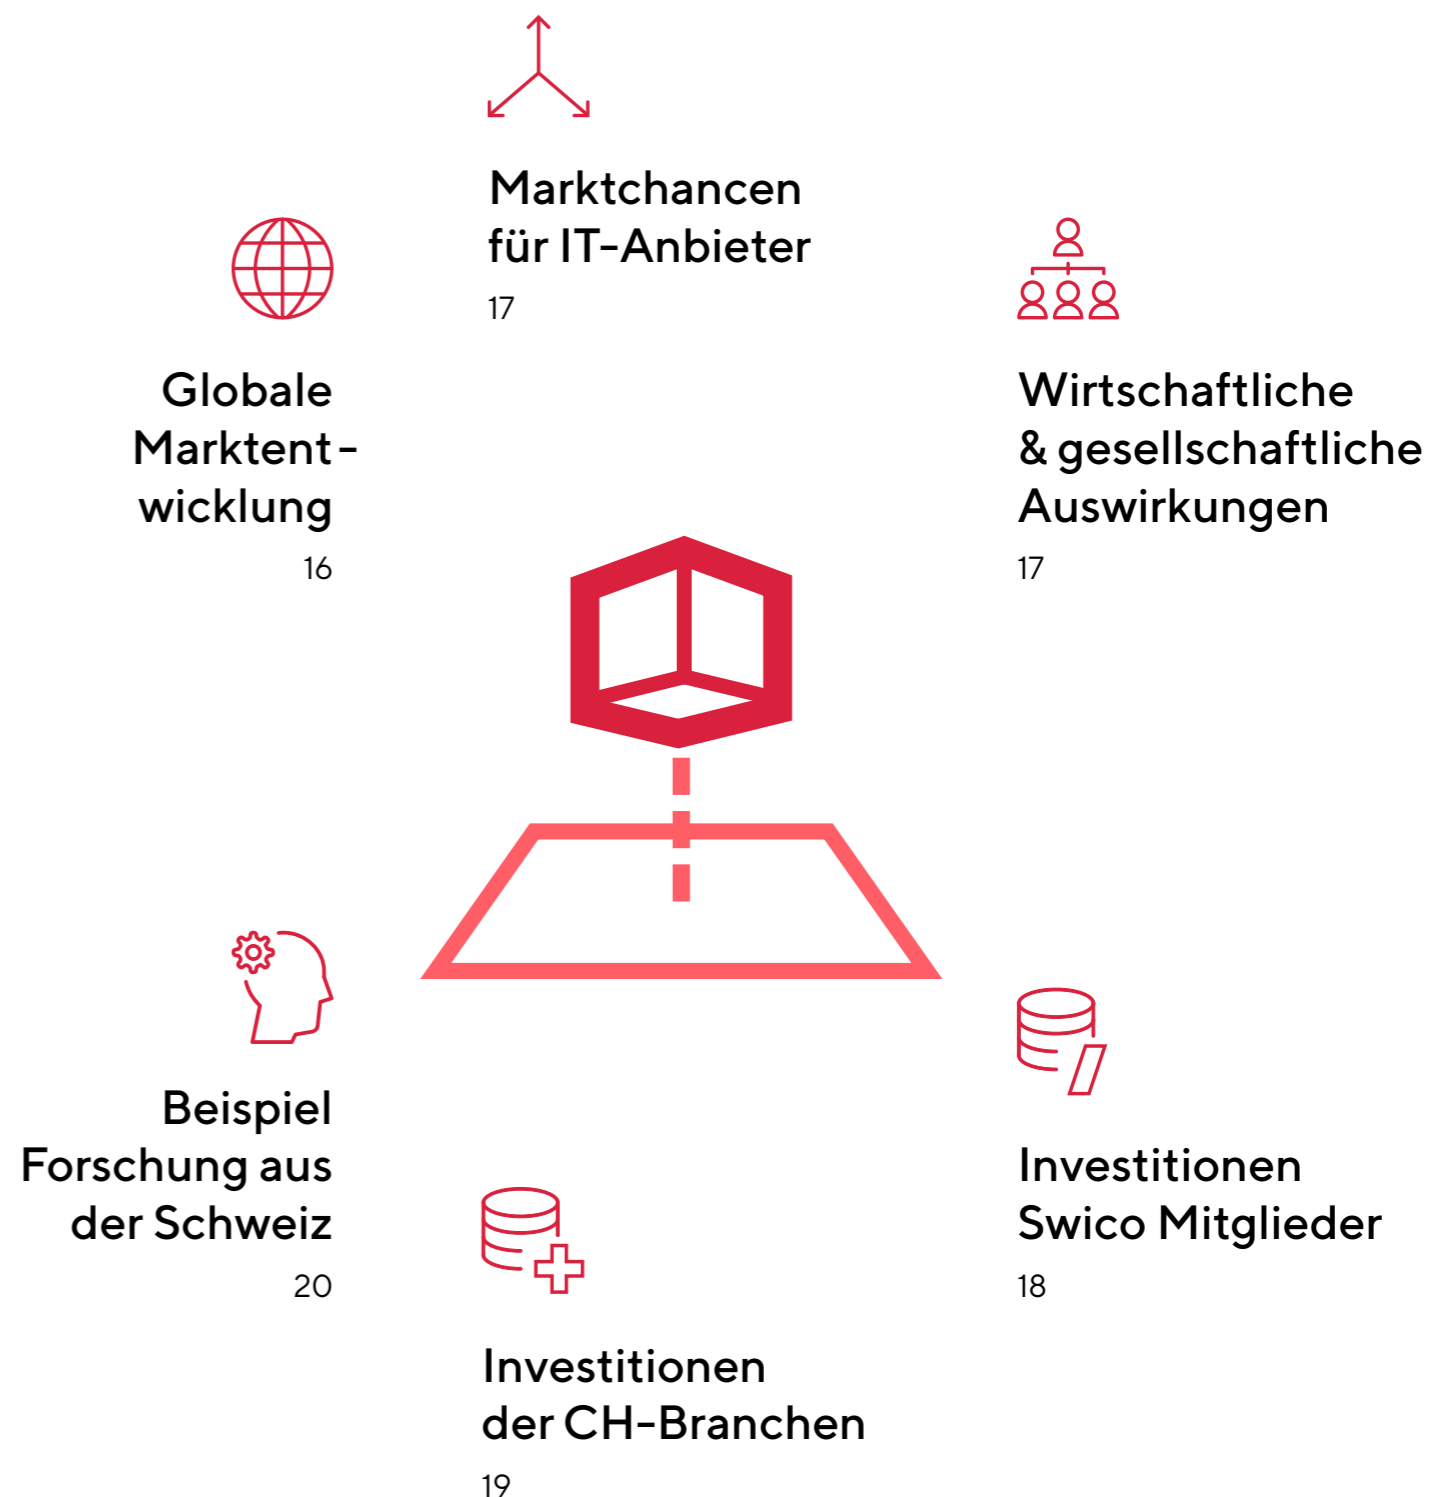 Marktchancen
für IT-Anbieter
17
Globale
Marktent-
wicklung
16
Wirtschaftliche
& gesellschaftliche
Auswirkungen
17
Beispiel
Forschung aus
der Schweiz
20
Investitionen
Swico Mitglieder
18
Investitionen
der CH-Branchen
19